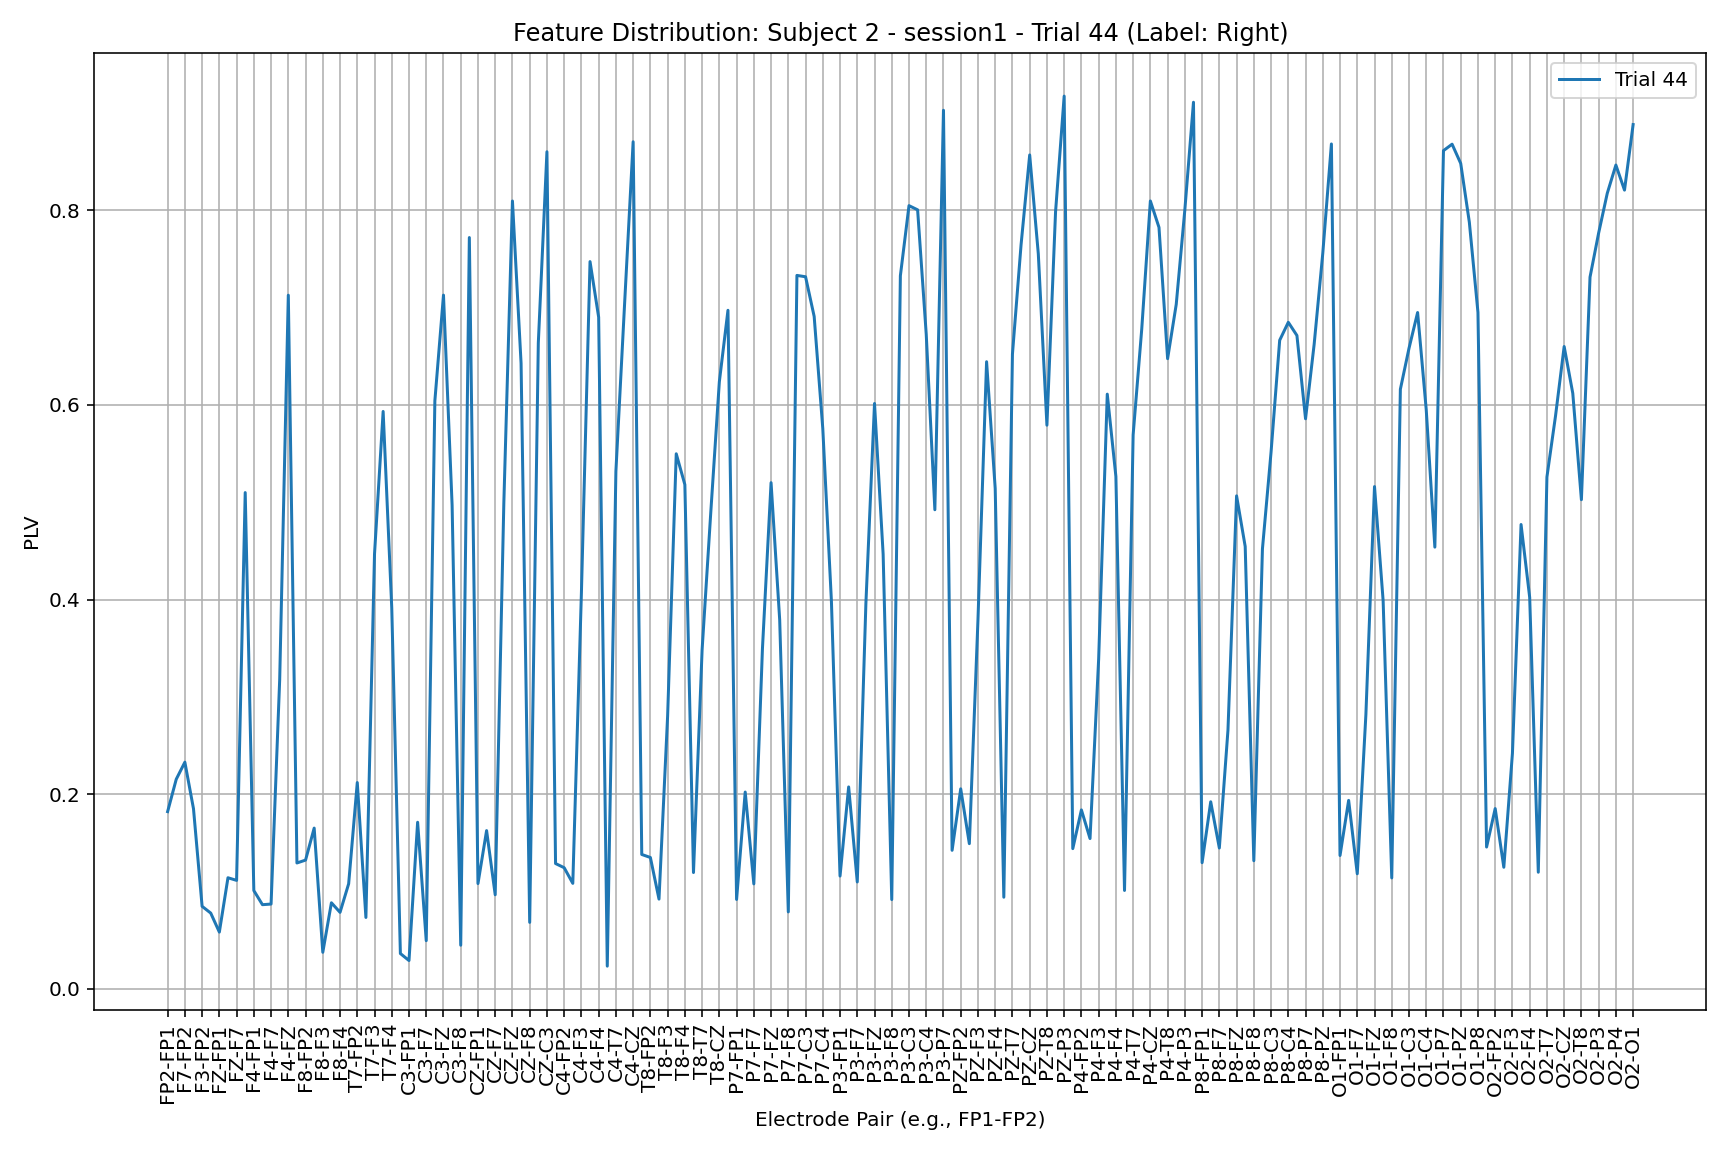 Feature Distribution: Subject 2 - session1 - Trial 44 (Label: Right)
Trial 44
PLV
0.8
0.6
0.4
0.2
0.0
FP2-FP1
F7-FP2
F3-FP2
FZ-FP1
FZ-F7
F4-FP1
F4-F7
F4-FZ
F8-FP2
F8-F3
F8-F4
T7-FP2
T7-F3
T7-F4
C3-FP1
C3-F7
C3-FZ
C3-F8
CZ-FP1
CZ-F7
CZ-FZ
CZ-F8
CZ-C3
C4-FP2
C4-F3
C4-F4
C4-T7
C4-CZ
T8-FP2
T8-F3
T8-F4
T8-T7
T8-CZ
P7-FP1
P7-F7
P7-FZ
P7-F8
P7-C3
P7-C4
P3-FP1
P3-F7
P3-FZ
P3-F8
P3-C3
P3-C4
P3-P7
PZ-FP2
PZ-F3
PZ-F4
PZ-T7
PZ-CZ
PZ-T8
PZ-P3
P4-FP2
P4-F3
P4-F4
P4-T7
P4-CZ
P4-T8
P4-P3
P8-FP1
P8-F7
P8-FZ
P8-F8
P8-C3
P8-C4
P8-P7
P8-PZ
O1-FP1
O1-F7
O1-FZ
O1-F8
O1-C3
O1-C4
O1-P7
O1-PZ
O1-P8
O2-FP2
O2-F3
O2-F4
O2-T7
O2-CZ
O2-T8
O2-P3
O2-P4
O2-O1
Electrode Pair (e.g., FP1-FP2)